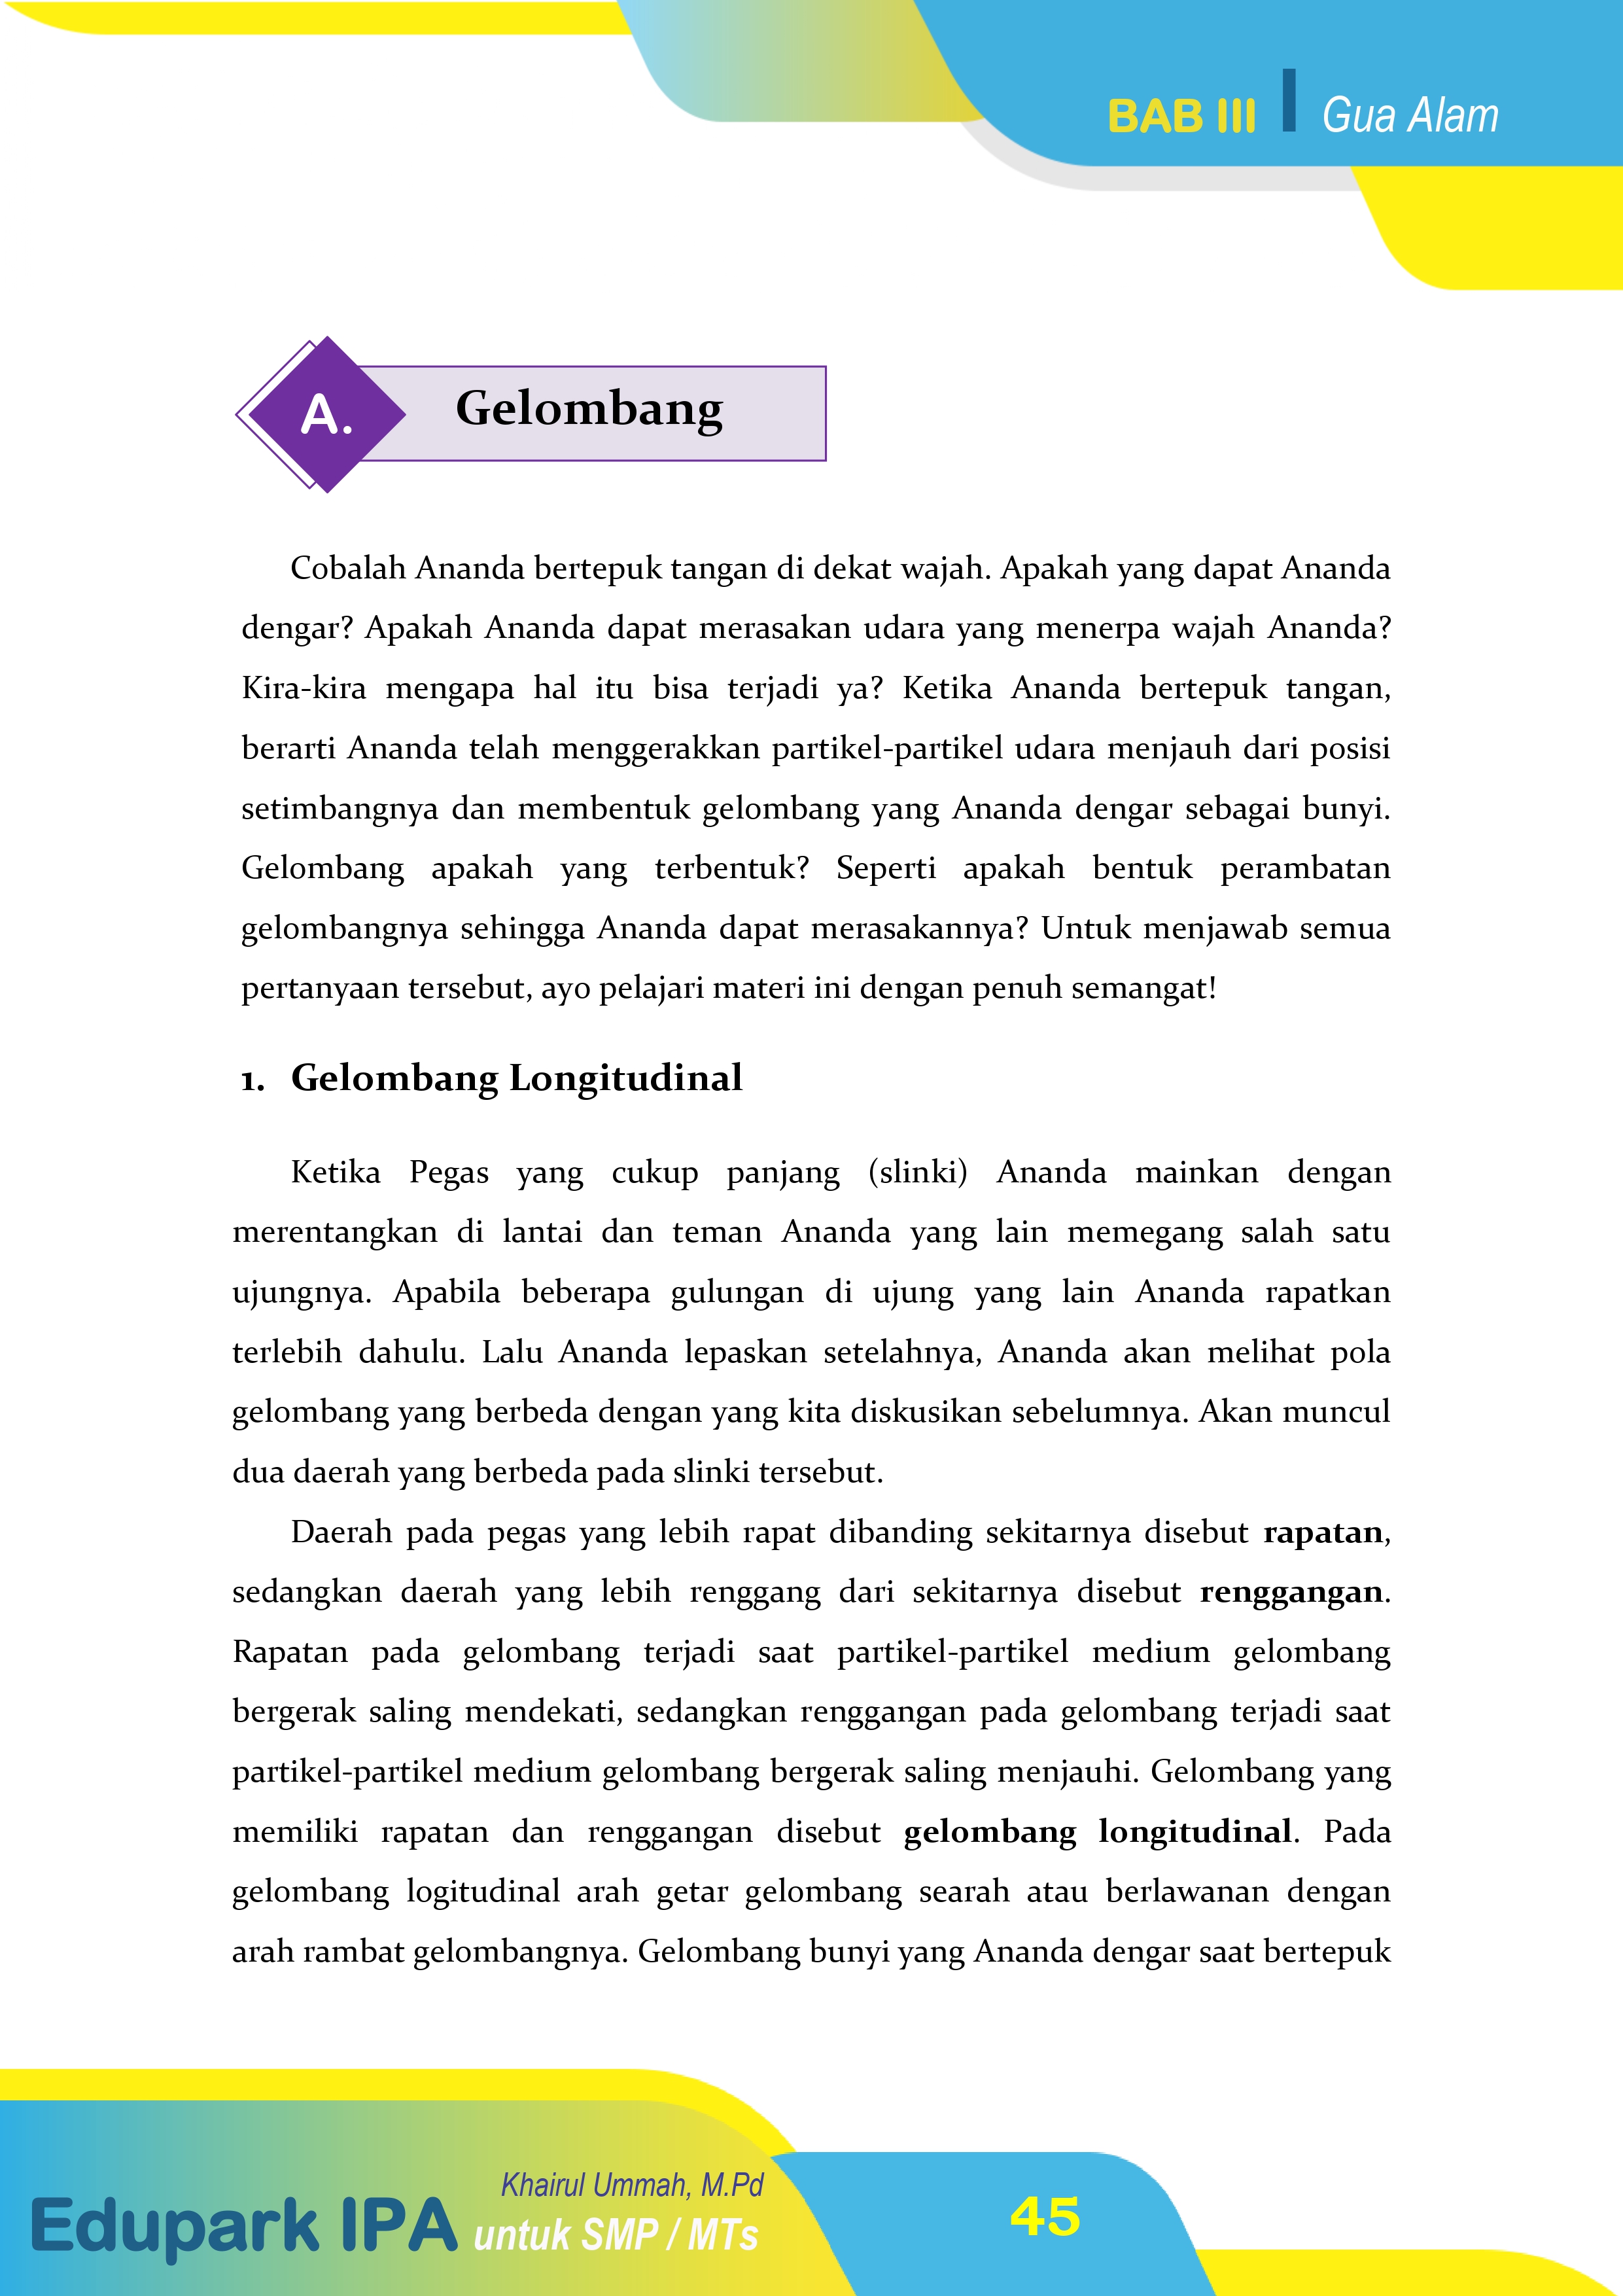 BAB III Gua Alam
A. Gelombang
Cobalah Ananda bertepuk tangan di dekat wajah. Apakah yang dapat Ananda
dengar? Apakah Ananda dapat merasakan udara yang menerpa wajah Ananda?
Kira-kira mengapa hal itu bisa terjadi ya? Ketika Ananda bertepuk tangan,
berarti Ananda telah menggerakkan partikel-partikel udara menjauh dari posisi
setimbangnya dan membentuk gelombang yang Ananda dengar sebagai bunyi.
Gelombang apakah yang terbentuk? Seperti apakah bentuk perambatan
gelombangnya sehingga Ananda dapat merasakannya? Untuk menjawab semua
pertanyaan tersebut, ayo pelajari materi ini dengan penuh semangat!
1. Gelombang Longitudinal
Ketika Pegas yang cukup panjang (slinki) Ananda mainkan dengan
merentangkan di lantai dan teman Ananda yang lain memegang salah satu
ujungnya. Apabila beberapa gulungan di ujung yang lain Ananda rapatkan
terlebih dahulu. Lalu Ananda lepaskan setelahnya, Ananda akan melihat pola
gelombang yang berbeda dengan yang kita diskusikan sebelumnya. Akan muncul
dua daerah yang berbeda pada slinki tersebut.
Daerah pada pegas yang lebih rapat dibanding sekitarnya disebut rapatan,
sedangkan daerah yang lebih renggang dari sekitarnya disebut renggangan.
Rapatan pada gelombang terjadi saat partikel-partikel medium gelombang
bergerak saling mendekati, sedangkan renggangan pada gelombang terjadi saat
partikel-partikel medium gelombang bergerak saling menjauhi. Gelombang yang
memiliki rapatan dan renggangan disebut gelombang longitudinal. Pada
gelombang logitudinal arah getar gelombang searah atau berlawanan dengan
arah rambat gelombangnya. Gelombang bunyi yang Ananda dengar saat bertepuk
Khairul Ummah, M.Pd
Edupark IPA untuk SMP / MTs
45